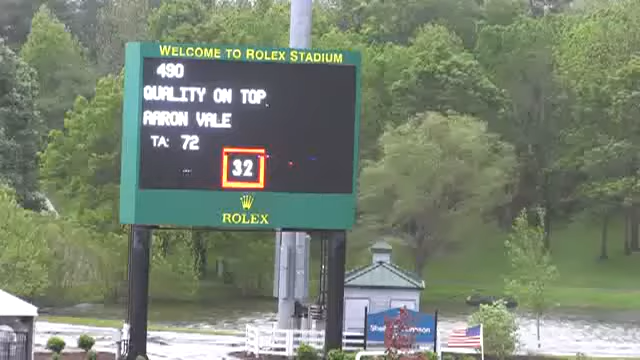 WELCOME TO ROLEX STADIUM
490
QUALITY ON TOP
AARON VALE
TA: 72
32
ROLEX